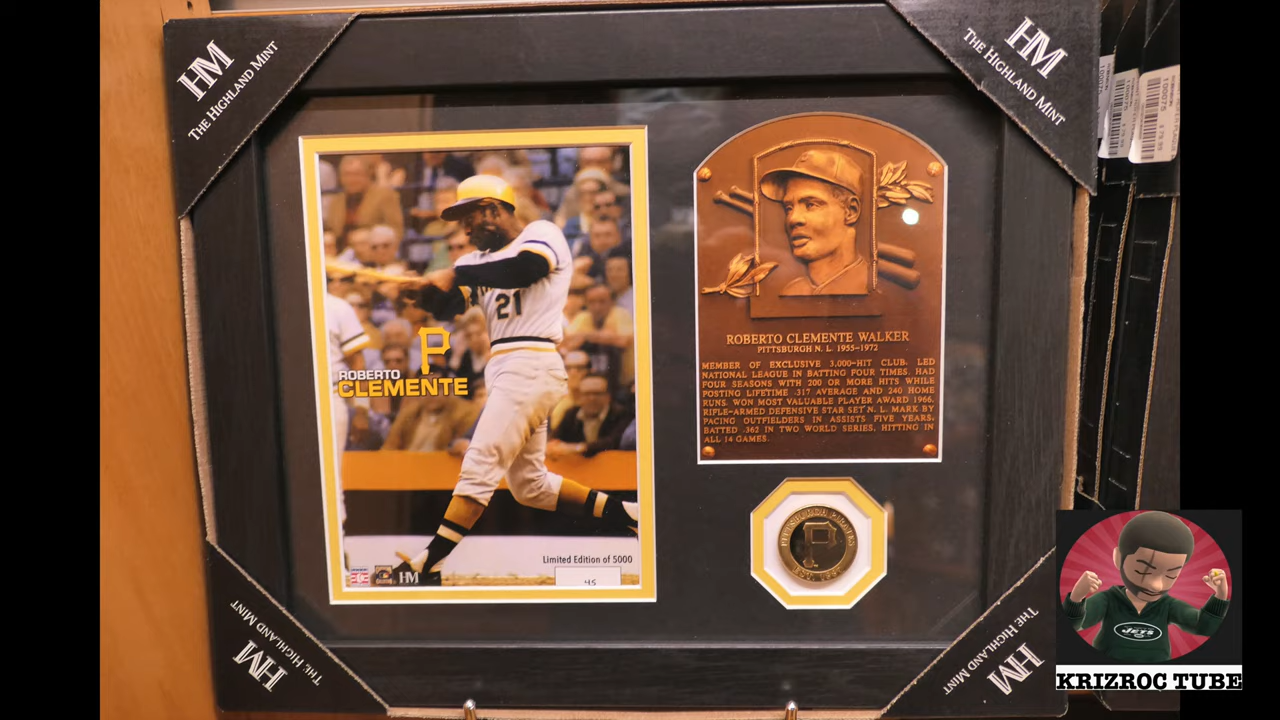 HM
THE HIGHLAND MINT
HM
THE HIGHLAND MINT
21
P
ROBERTO
CLEMENTE
Limited Edition of 5000
45
HM
ROBERTO CLEMENTE WALKER
PITTSBURGH N. L. 1955-1972
MEMBER OF EXCLUSIVE 3,000-HIT CLUB. LED
NATIONAL LEAGUE IN BATTING FOUR TIMES. HAD
FOUR SEASONS WITH 200 OR MORE HITS WHILE
POSTING LIFETIME .317 AVERAGE AND 240 HOME
RUNS. WON MOST VALUABLE PLAYER AWARD 1966.
RIFLE-ARMED DEFENSIVE STAR SET N. L. MARK BY
PACING OUTFIELDERS IN ASSISTS FIVE YEARS.
BATTED .362 IN TWO WORLD SERIES, HITTING IN
ALL 14 GAMES.
PITTSBURGH PIRATES
P
THE HIGHLAND MINT
HM
THE HIGHLAND MINT
HM
JETS
KRIZROC TUBE